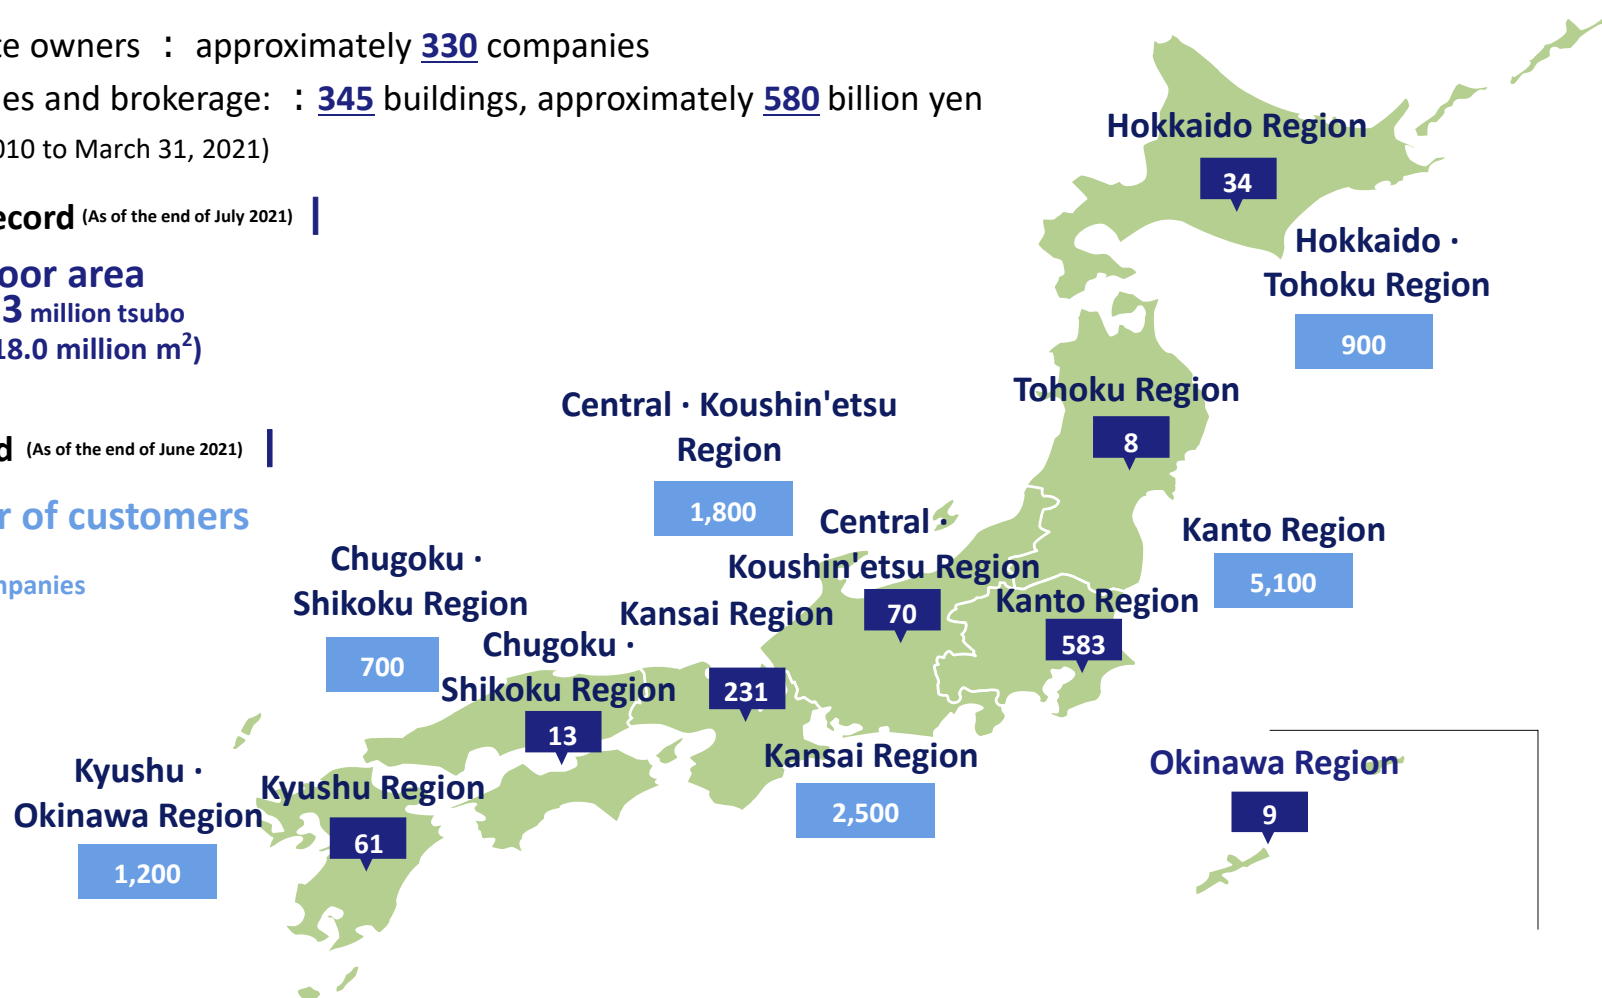 te owners : approximately 330 companies
es and brokerage: : 345 buildings, approximately 580 billion yen
010 to March 31, 2021)
ecord (As of the end of July 2021)
oor area
3 million tsubo
18.0 million m²)
d (As of the end of June 2021)
r of customers
mpanies
Hokkaido Region
34
Hokkaido ·
Tohoku Region
900
Tohoku Region
8
Central · Koushin'etsu
Region
1,800
Central ·
Koushin'etsu Region
70
Kanto Region
5,100
Kanto Region
583
Chugoku ·
Shikoku Region
700
Kansai Region
231
Chugoku ·
Shikoku Region
13
Kansai Region
2,500
Kyushu ·
Okinawa Region
1,200
Kyushu Region
61
Okinawa Region
9